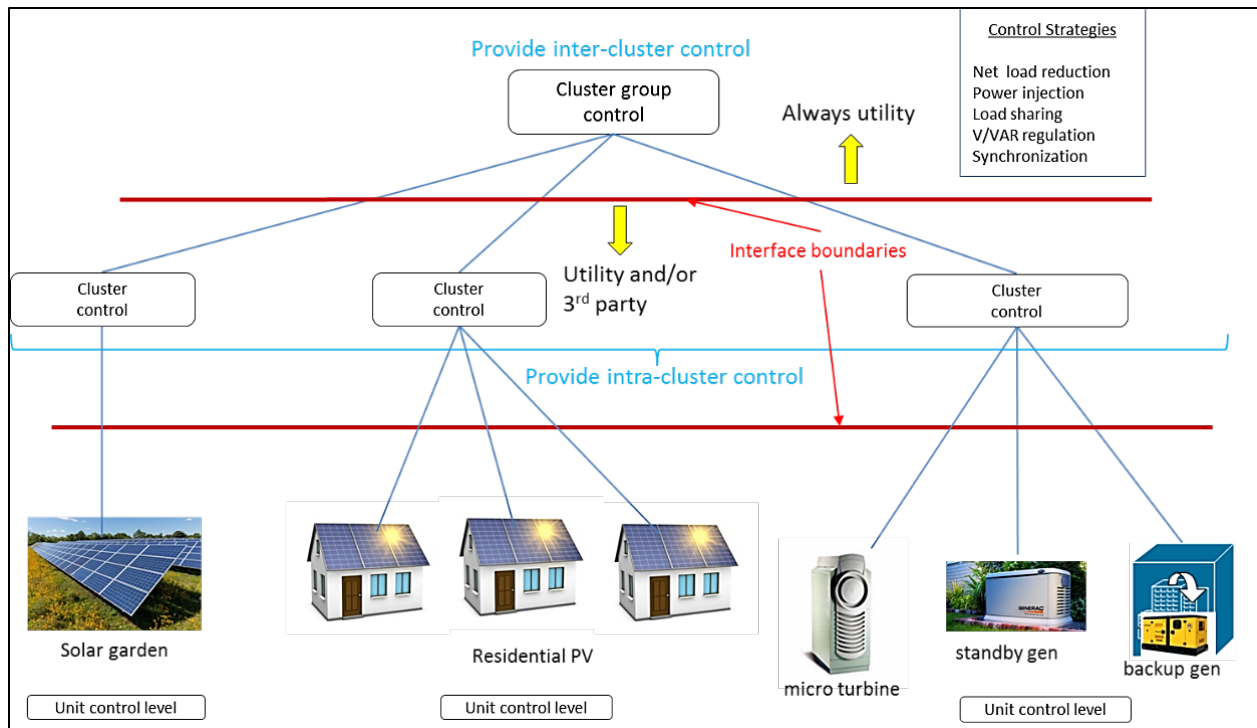 Control Strategies
Net load reduction
Power injection
Load sharing
V/VAR regulation
Synchronization
Provide inter-cluster control
Cluster group
control
Always utility
Interface boundaries
Utility and/or
3rd party
Cluster
control
Cluster
control
Cluster
control
Provide intra-cluster control
GENERAC
Solar garden
Residential PV
micro turbine
standby gen
backup gen
Unit control level
Unit control level
Unit control level